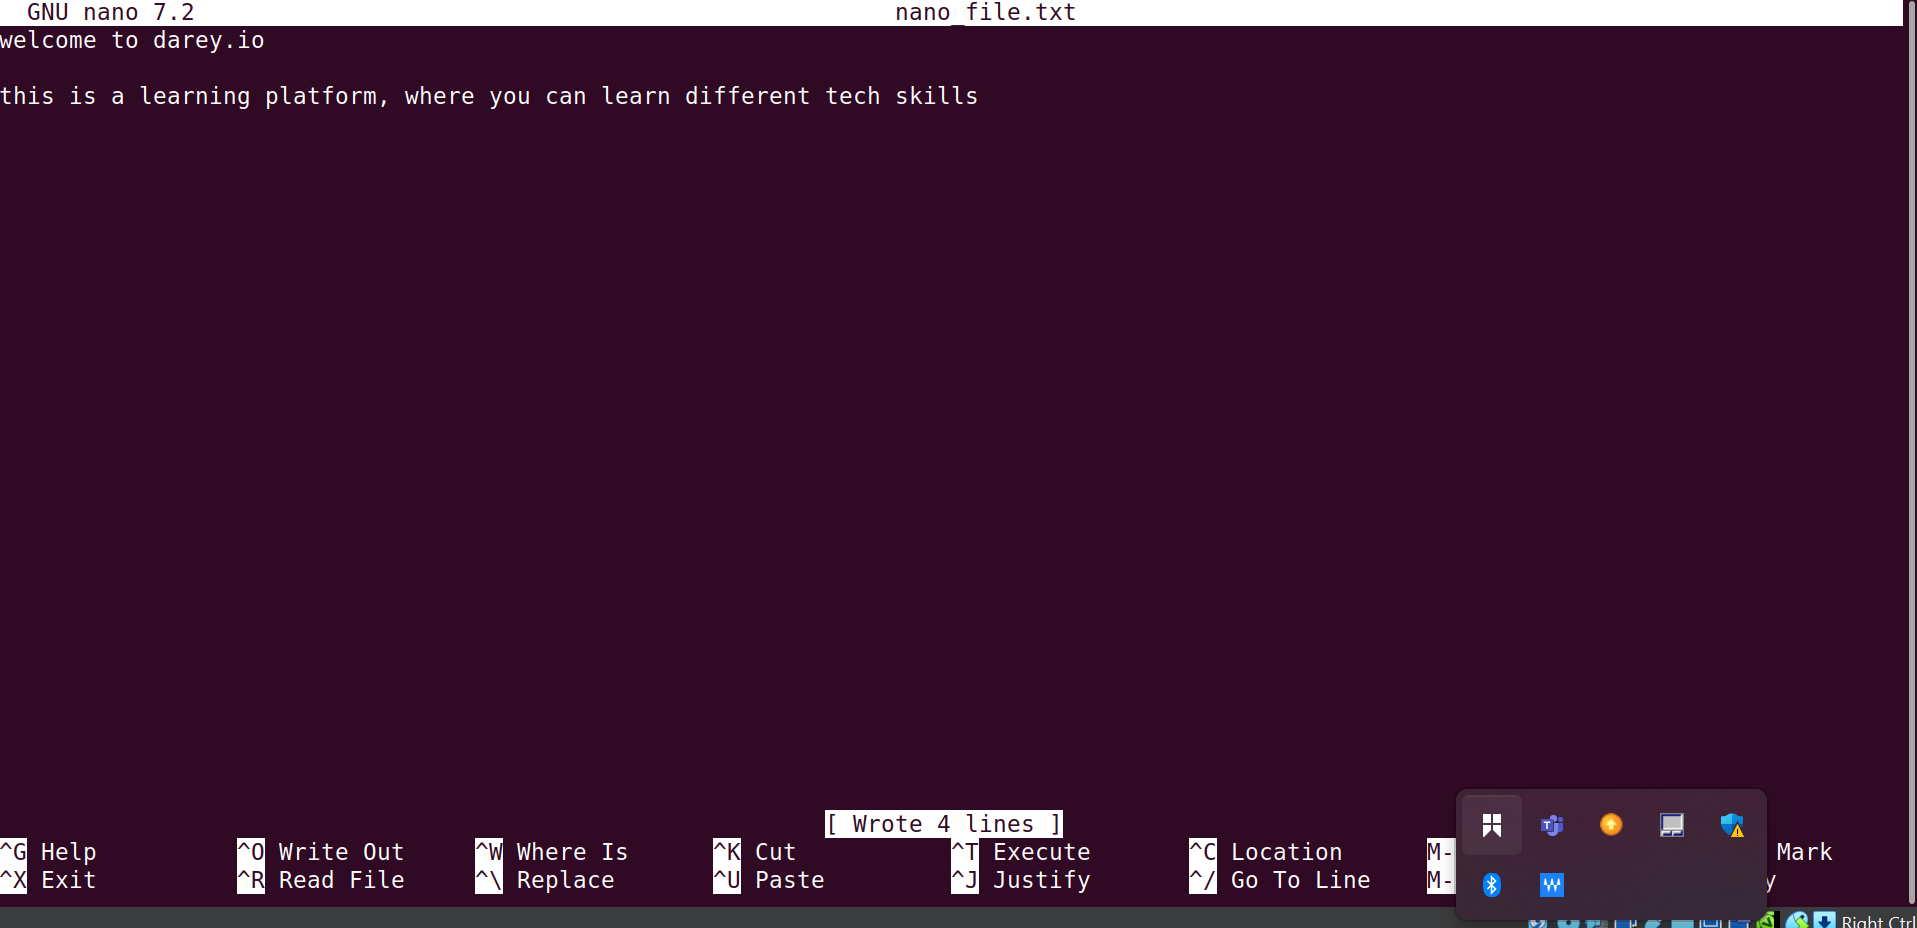 GNU nano 7.2 nano_file.txt
welcome to darey.io
this is a learning platform, where you can learn different tech skills
[ Wrote 4 lines ]
^G Help ^O Write Out ^W Where Is ^K Cut ^T Execute ^C Location M- Mark
^X Exit ^R Read File ^\ Replace ^U Paste ^J Justify ^/ Go To Line M- y
Right Ctrl